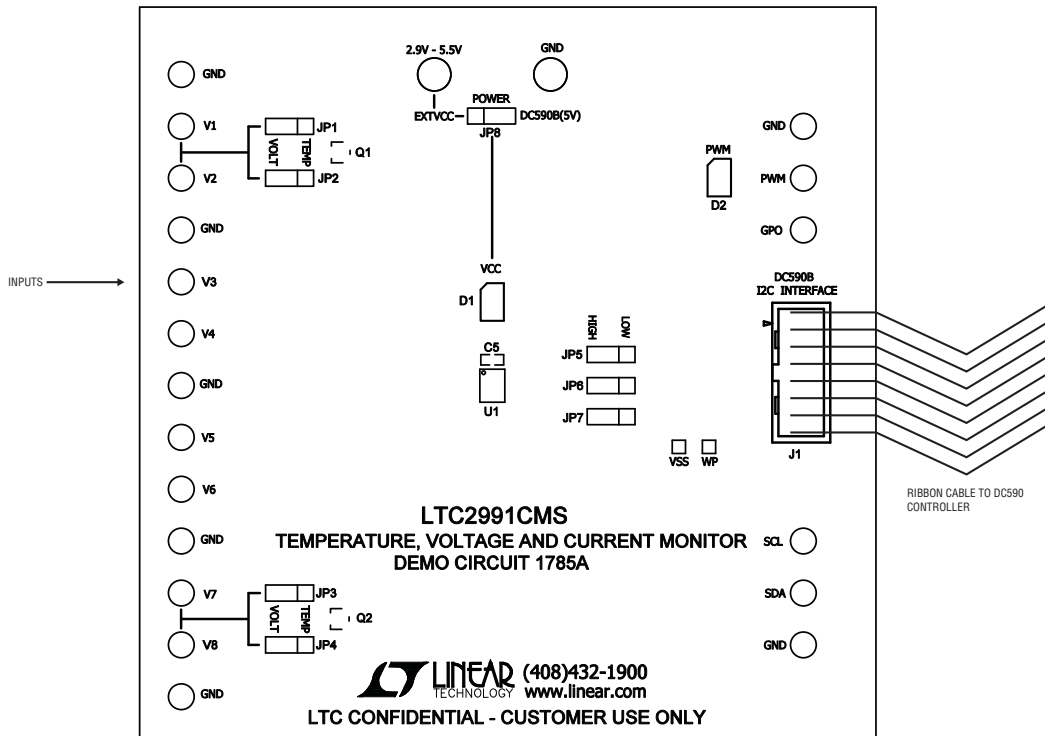 2.9V - 5.5V
GND
GND
POWER
EXTVCC
DC590B(5V)
JP8
V1
JP1
VOLT
TEMP
Q1
V2
JP2
GND
PWM
D2
GND
PWM
GPO
INPUTS
V3
VCC
D1
DC590B
I2C INTERFACE
V4
HIGH
LOW
C5
JP5
GND
U1
JP6
JP7
V5
VSS
WP
J1
V6
RIBBON CABLE TO DC590
CONTROLLER
LTC2991CMS
TEMPERATURE, VOLTAGE AND CURRENT MONITOR
DEMO CIRCUIT 1785A
GND
SCL
V7
JP3
VOLT
TEMP
Q2
SDA
V8
JP4
GND
GND
LINEAR
TECHNOLOGY
(408)432-1900
www.linear.com
LTC CONFIDENTIAL - CUSTOMER USE ONLY